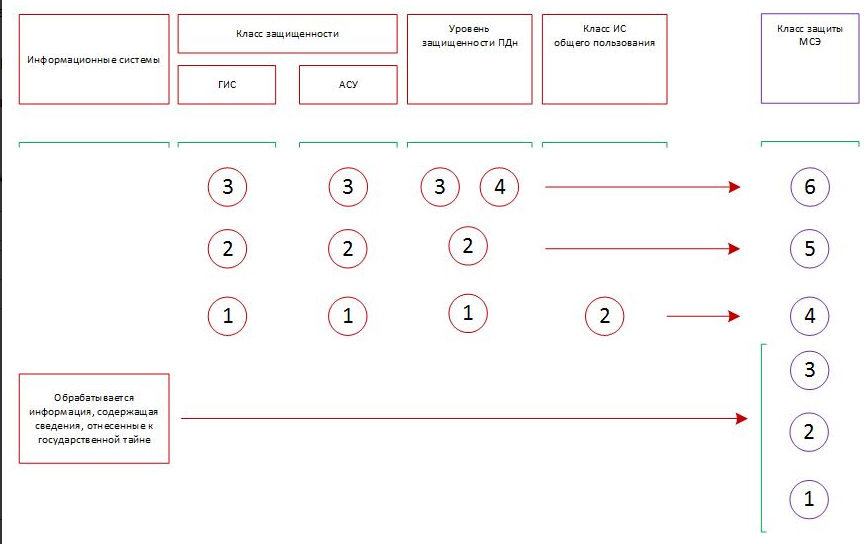 Информационные системы
Класс защищенности
ГИС
АСУ
Уровень
защищенности ПДн
Класс ИС
общего пользования
Класс защиты
МСЭ
3 3 3 4 6
2 2 2 5
1 1 1 2 4
3
Обрабатывается
информация, содержащая
сведения, отнесенные к
государственной тайне
2
1